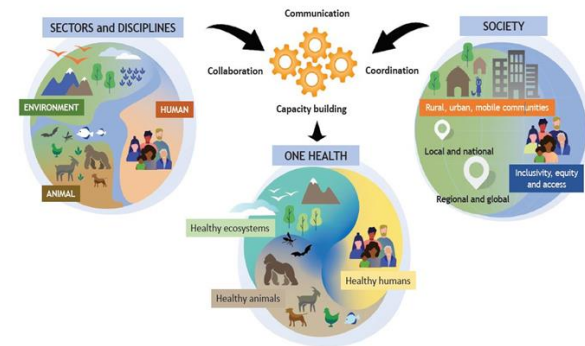 Communication
SECTORS and DISCIPLINES
SOCIETY
Collaboration
Coordination
Capacity building
ENVIRONMENT
HUMAN
ANIMAL
Rural, urban, mobile communities
Local and national
Inclusivity, equity
and access
Regional and global
ONE HEALTH
Healthy ecosystems
Healthy humans
Healthy animals